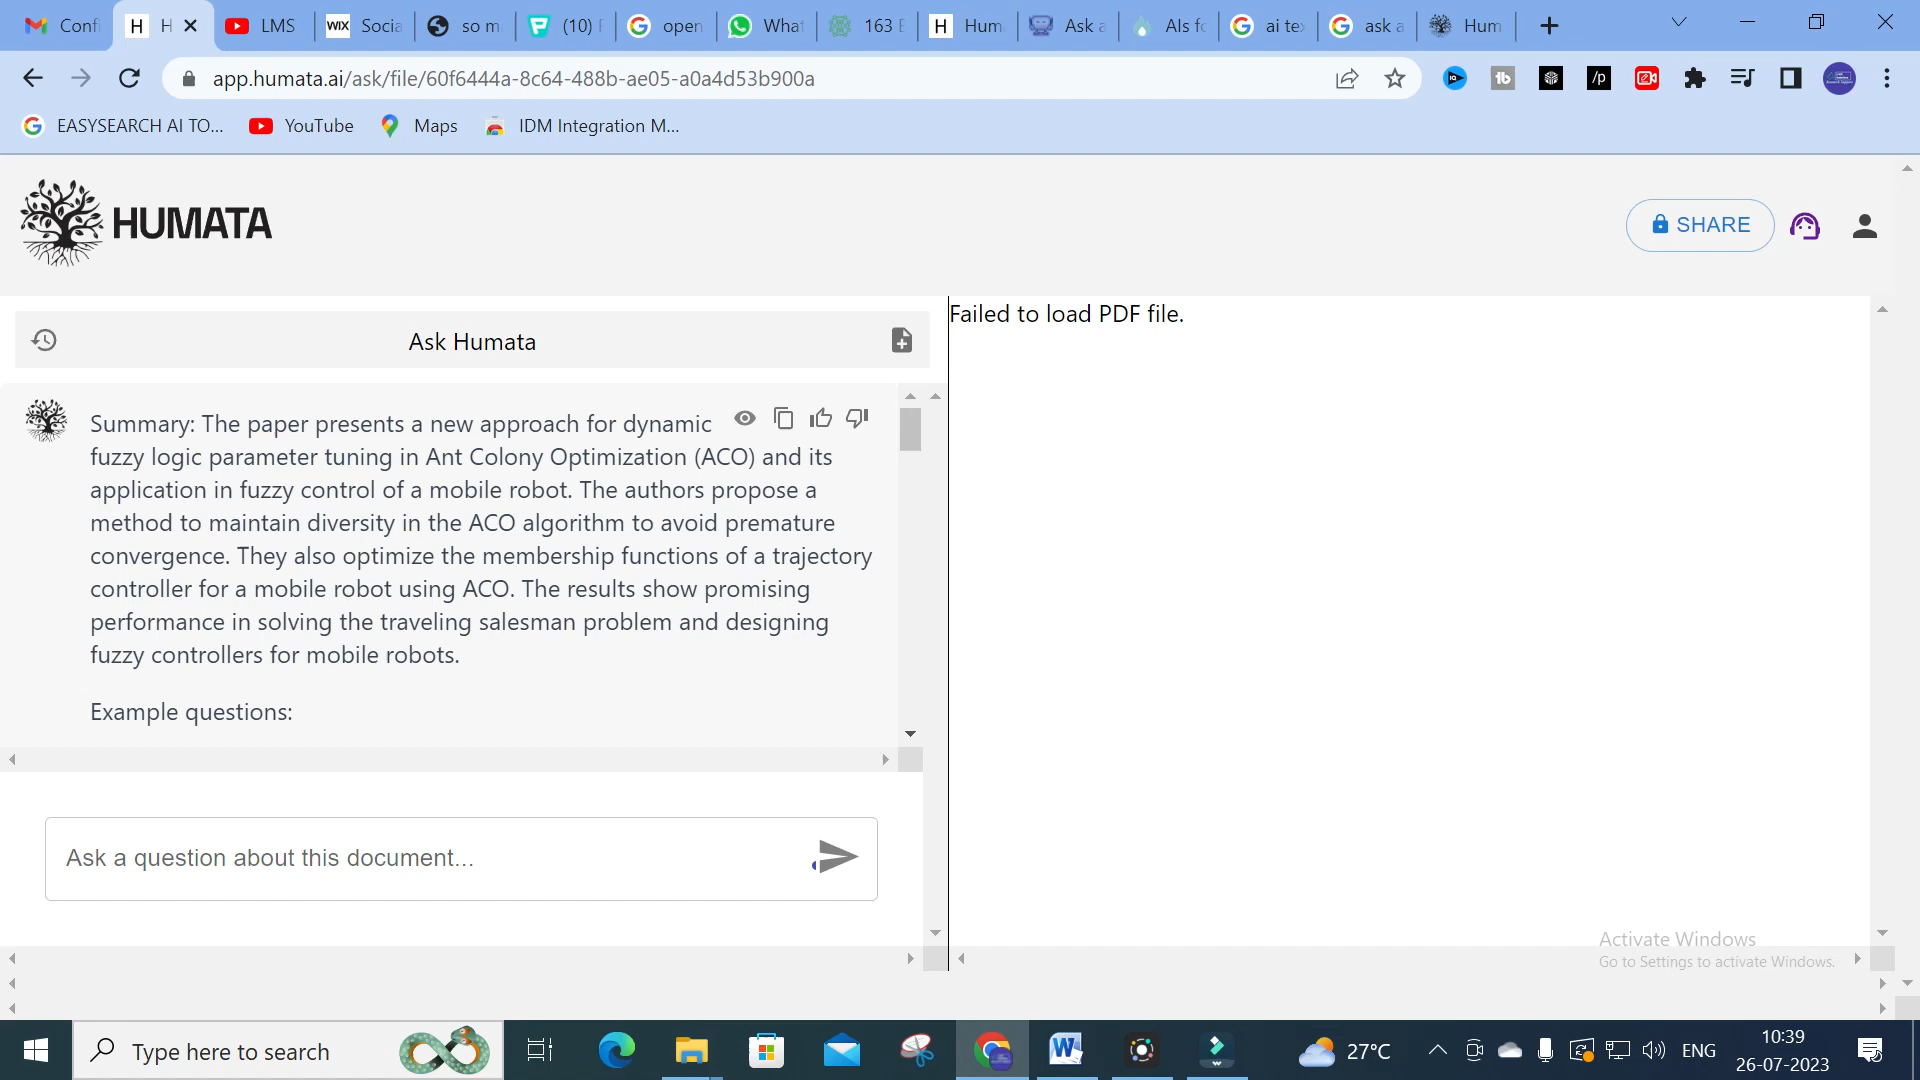 Confi
H
LMS
WIX Socia
so m
(10) F
open
What
163 E
H Hum
Ask a
AIs fo
ai te
ask a
Hum
app.humata.ai/ask/file/60f6444a-8c64-488b-ae05-a0a4d53b900a
EASYSEARCH AI TO...
YouTube
Maps
IDM Integration M...
HUMATA
SHARE
Ask Humata
Failed to load PDF file.
Summary: The paper presents a new approach for dynamic
fuzzy logic parameter tuning in Ant Colony Optimization (ACO) and its
application in fuzzy control of a mobile robot. The authors propose a
method to maintain diversity in the ACO algorithm to avoid premature
convergence. They also optimize the membership functions of a trajectory
controller for a mobile robot using ACO. The results show promising
performance in solving the traveling salesman problem and designing
fuzzy controllers for mobile robots.
Example questions:
Ask a question about this document...
Activate Windows
Go to Settings to activate Windows.
Type here to search
27°C
ENG
10:39
26-07-2023